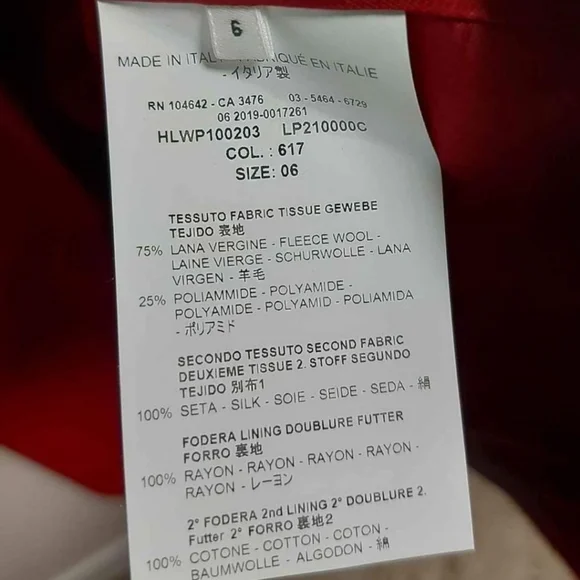 6
MADE IN ITAL FABRIQUÉ EN ITALIE
- イタリア製
RN 104642 - CA 3476 03 - 5464 - 6729
06 2019-0017261
HLWP100203 LP210000C
COL. : 617
SIZE: 06
TESSUTO FABRIC TISSUE GEWEBE
TEJIDO 表地
75% LANA VERGINE - FLEECE WOOL -
LAINE VIERGE - SCHURWOLLE - LANA
VIRGEN - 羊毛
25% POLIAMMIDE - POLYAMIDE -
POLYAMIDE - POLYAMID - POLIAMIDA
- ポリアミド
SECONDO TESSUTO SECOND FABRIC
DEUXIEME TISSUE 2. STOFF SEGUNDO
TEJIDO 別布1
100% SETA - SILK - SOIE - SEIDE - SEDA - 絹
FODERA LINING DOUBLURE FUTTER
FORRO 裏地
100% RAYON - RAYON - RAYON - RAYON -
RAYON - レーヨン
2° FODERA 2nd LINING 2° DOUBLURE 2.
Futter 2° FORRO 裏地2
100% COTONE - COTTON - COTON -
BAUMWOLLE - ALGODON - 綿